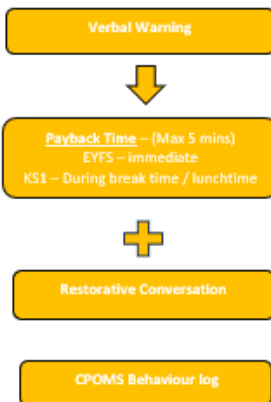 Verbal Warning
Payback Time – (Max 5 mins)
EYFS – immediate
KS1 – During break time / lunchtime
Restorative Conversation
CPOMS Behaviour log